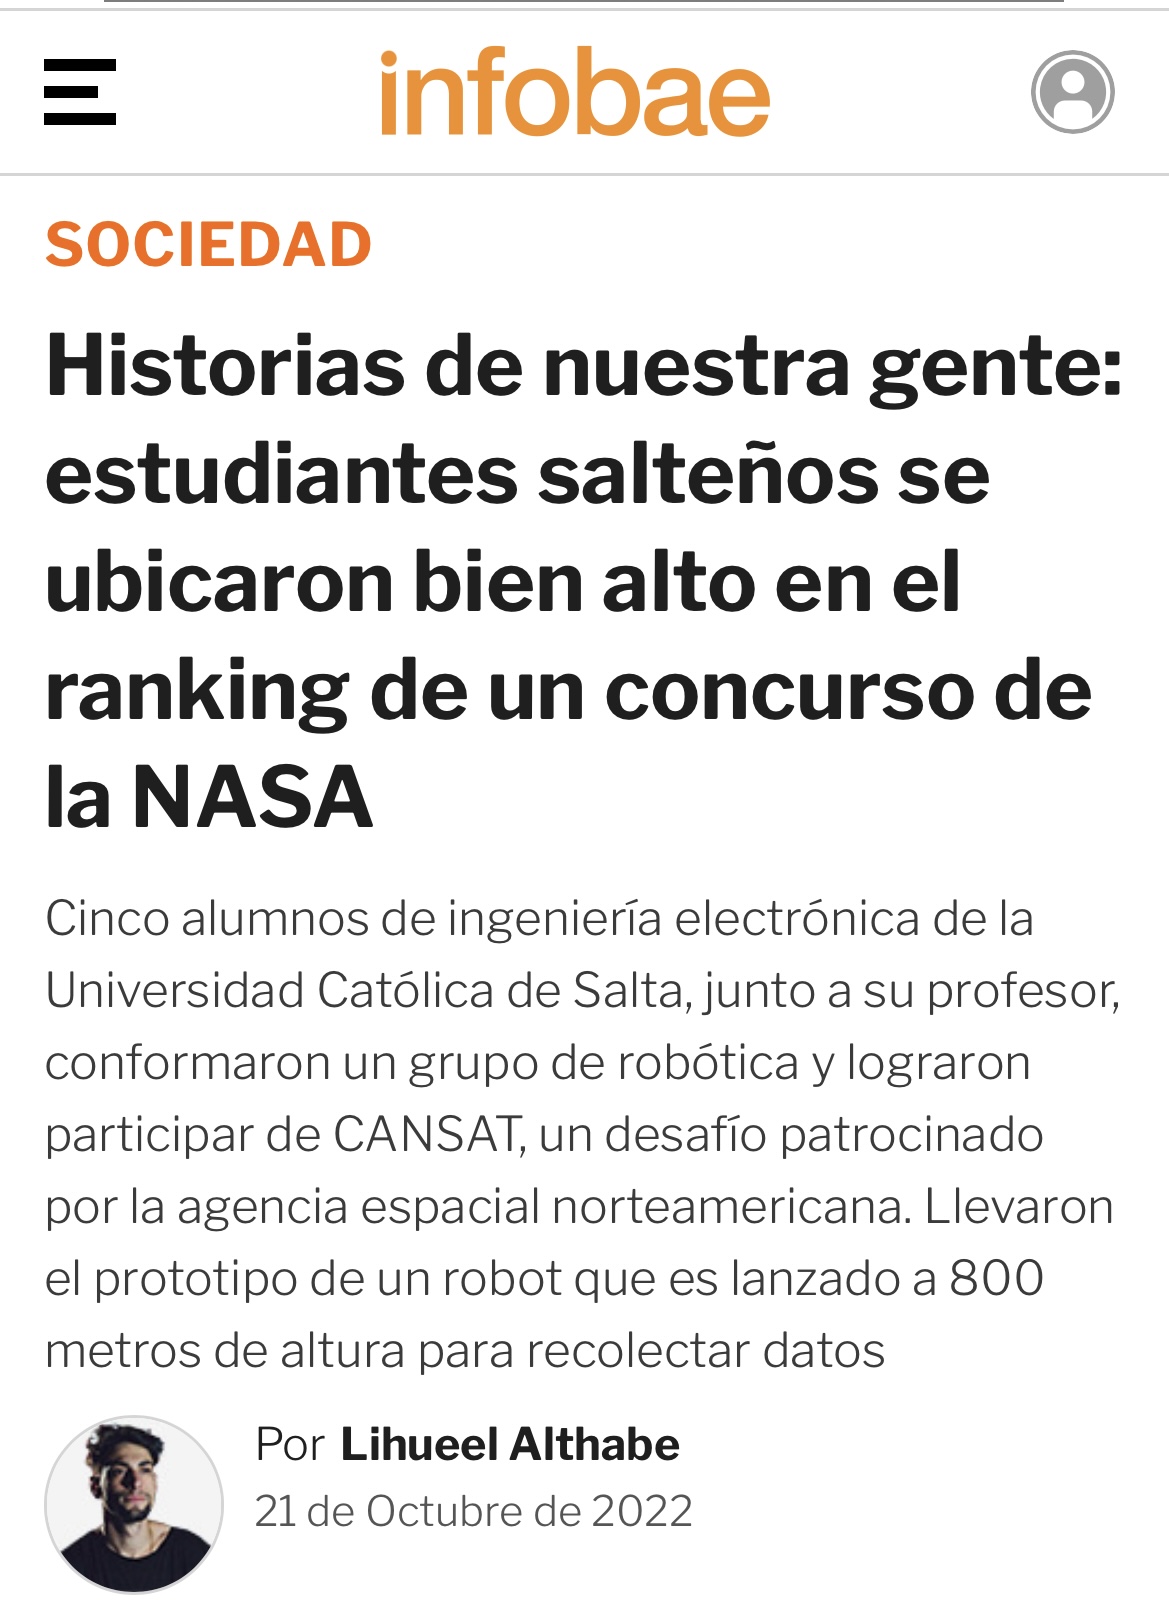 infobae
SOCIEDAD
Historias de nuestra gente:
estudiantes salteños se
ubicaron bien alto en el
ranking de un concurso de
la NASA
Cinco alumnos de ingeniería electrónica de la
Universidad Católica de Salta, junto a su profesor,
conformaron un grupo de robótica y lograron
participar de CANSAT, un desafío patrocinado
por la agencia espacial norteamericana. Llevaron
el prototipo de un robot que es lanzado a 800
metros de altura para recolectar datos
Por Lihueel Althabe
21 de Octubre de 2022